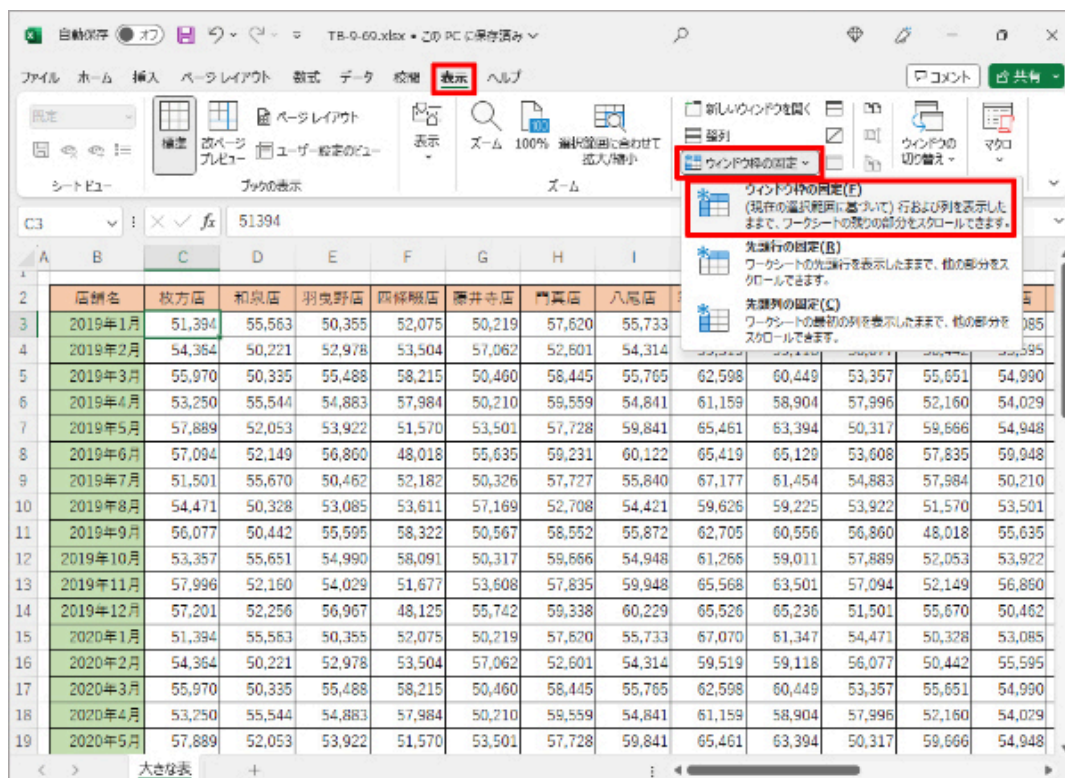 自動保存 オフ TB-9-69.xlsx • この PC に保存済み
ファイル ホーム 挿入 ページ レイアウト 数式 データ 校閲 表示 ヘルプ コメント 共有
既定 標準 改ページ プレビュー ページ レイアウト ユーザー設定のビュー 表示 ズーム 100% 選択範囲に合わせて 拡大/縮小 新しいウィンドウを開く 整列 ウィンドウ枠の固定 ウィンドウの 切り替え マクロ
シート ビュー ブックの表示 ズーム
ウィンドウ枠の固定(F)
(現在の選択範囲に基づいて) 行および列を表示した
ままで、ワークシートの残りの部分をスクロールできます。
先頭行の固定(R)
ワークシートの先頭行を表示したままで、他の部分をス
クロールできます。
先頭列の固定(C)
ワークシートの最初の列を表示したままで、他の部分を
スクロールできます。
C3 fx 51394
A B C D E F G H I
1
2 店舗名 枚方店 和泉店 羽曳野店 四條畷店 藤井寺店 門真店 八尾店
3 2019年1月 51,394 55,563 50,355 52,075 50,219 57,620 55,733
4 2019年2月 54,364 50,221 52,978 53,504 57,062 52,601 54,314
5 2019年3月 55,970 50,335 55,488 58,215 50,460 58,445 55,765 62,598 60,449 53,357 55,651 54,990
6 2019年4月 53,250 55,544 54,883 57,984 50,210 59,559 54,841 61,159 58,904 57,996 52,160 54,029
7 2019年5月 57,889 52,053 53,922 51,570 53,501 57,728 59,841 65,461 63,394 50,317 59,666 54,948
8 2019年6月 57,094 52,149 56,860 48,018 55,635 59,231 60,122 65,419 65,129 53,608 57,835 59,948
9 2019年7月 51,501 55,670 50,462 52,182 50,326 57,727 55,840 67,177 61,454 54,883 57,984 50,210
10 2019年8月 54,471 50,328 53,085 53,611 57,169 52,708 54,421 59,626 59,225 53,922 51,570 53,501
11 2019年9月 56,077 50,442 55,595 58,322 50,567 58,552 55,872 62,705 60,556 56,860 48,018 55,635
12 2019年10月 53,357 55,651 54,990 58,091 50,317 59,666 54,948 61,266 59,011 57,889 52,053 53,922
13 2019年11月 57,996 52,160 54,029 51,677 53,608 57,835 59,948 65,568 63,501 57,094 52,149 56,860
14 2019年12月 57,201 52,256 56,967 48,125 55,742 59,338 60,229 65,526 65,236 51,501 55,670 50,462
15 2020年1月 51,394 55,563 50,355 52,075 50,219 57,620 55,733 67,070 61,347 54,471 50,328 53,085
16 2020年2月 54,364 50,221 52,978 53,504 57,062 52,601 54,314 59,519 59,118 56,077 50,442 55,595
17 2020年3月 55,970 50,335 55,488 58,215 50,460 58,445 55,765 62,598 60,449 53,357 55,651 54,990
18 2020年4月 53,250 55,544 54,883 57,984 50,210 59,559 54,841 61,159 58,904 57,996 52,160 54,029
19 2020年5月 57,889 52,053 53,922 51,570 53,501 57,728 59,841 65,461 63,394 50,317 59,666 54,948
大きな表